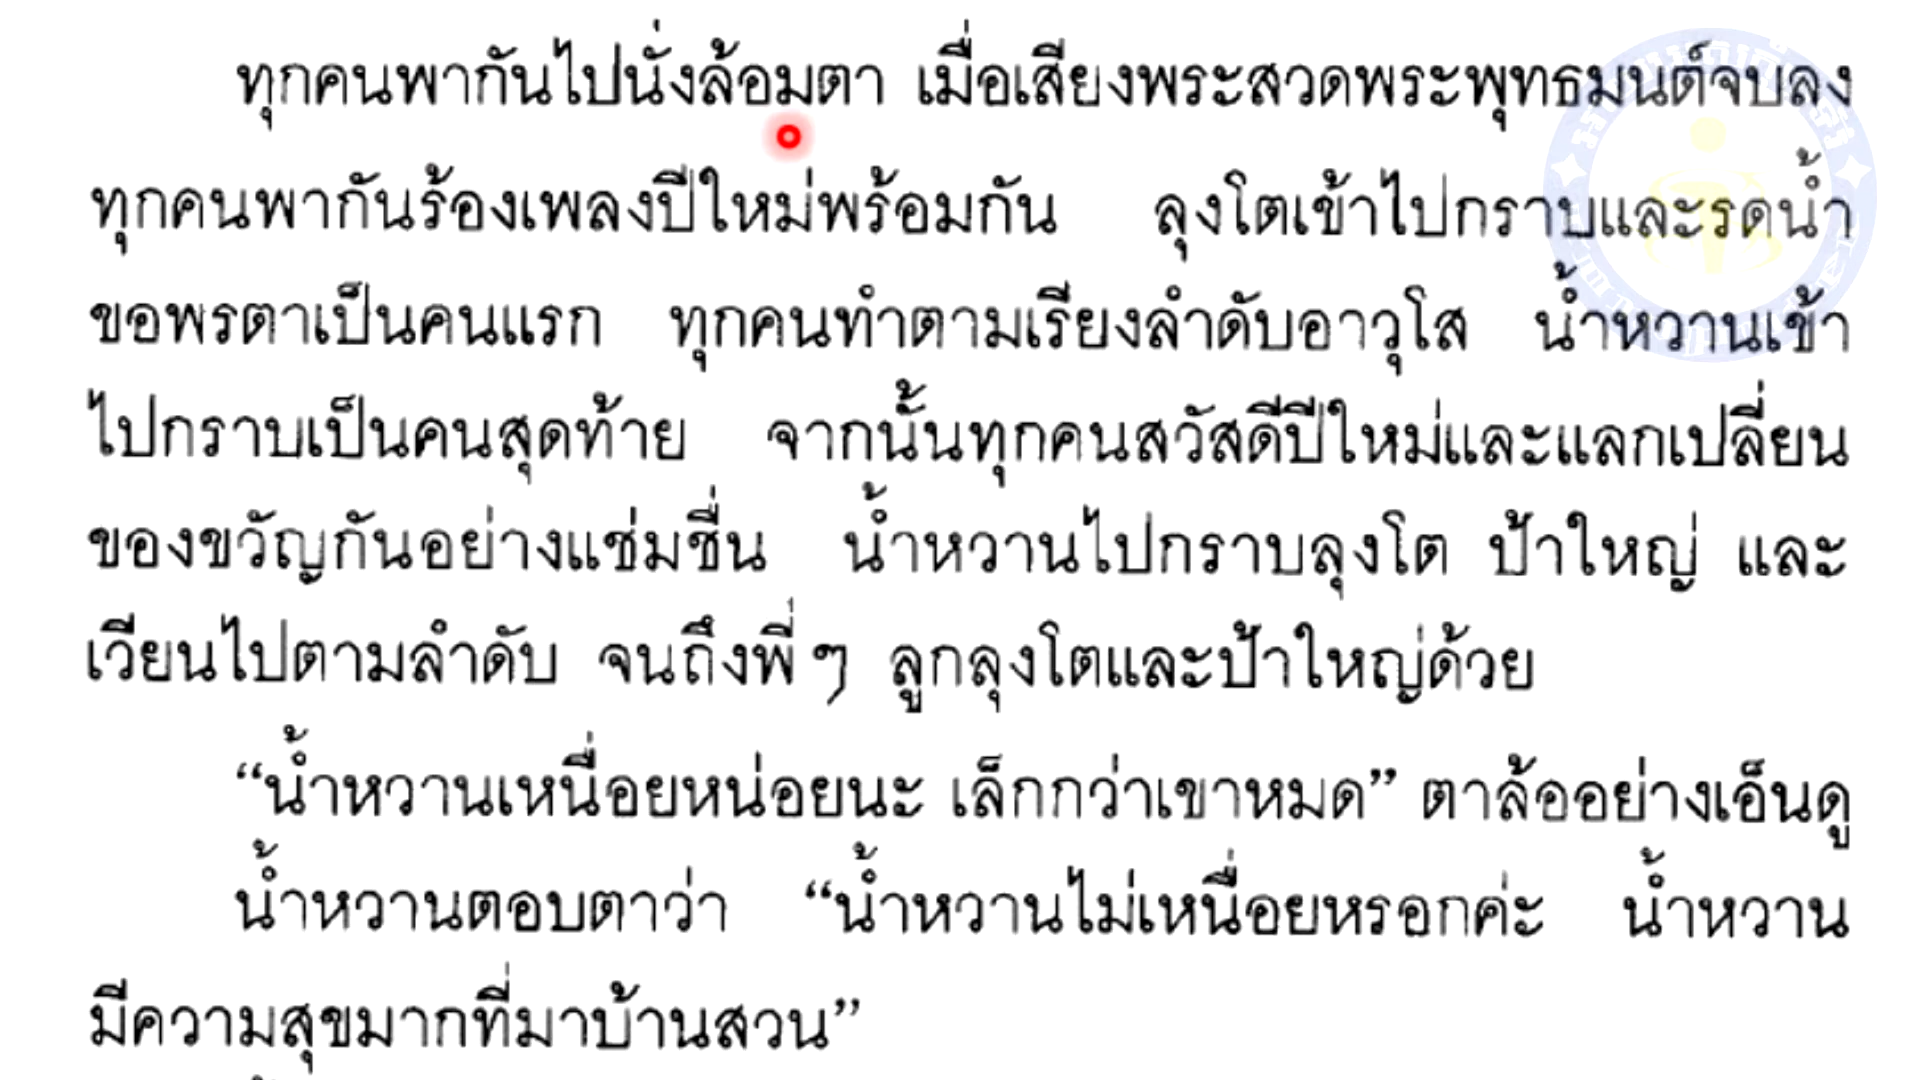 ทุกคนพากันไปนั่งล้อมตา เมื่อเสียงพระสวดพระพุทธมนต์จบลง
ทุกคนพากันร้องเพลงปีใหม่พร้อมกัน ลุงโตเข้าไปกราบและรดน้ำ
ขอพรตาเป็นคนแรก ทุกคนทำตามเรียงลำดับอาวุโส น้ำหวานเข้า
ไปกราบเป็นคนสุดท้าย จากนั้นทุกคนสวัสดีปีใหม่และแลกเปลี่ยน
ของขวัญกันอย่างแช่มชื่น น้ำหวานไปกราบลุงโต ป้าใหญ่ และ
เวียนไปตามลำดับ จนถึงพี่ๆ ลูกลุงโตและป้าใหญ่ด้วย
“น้ำหวานเหนื่อยหน่อยนะ เล็กกว่าเขาหมด” ตาล้ออย่างเอ็นดู
น้ำหวานตอบตาว่า “น้ำหวานไม่เหนื่อยหรอกค่ะ น้ำหวาน
มีความสุขมากที่มาบ้านสวน”